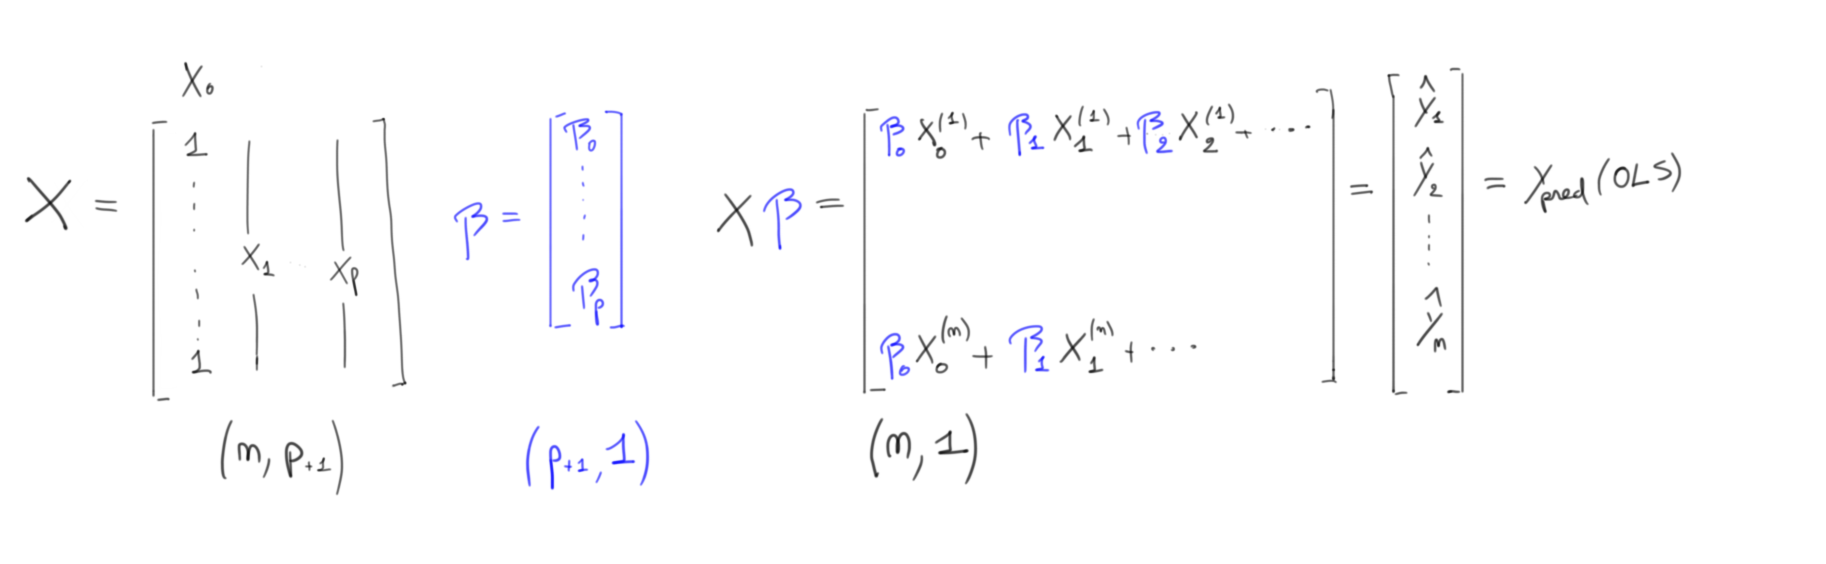 X₀
X = [ 1 ⋮ 1 | X₁ | Xₚ ] β = [ β₀ ⋮ βₚ ] Xβ = [ β₀X₀⁽¹⁾ + β₁X₁⁽¹⁾ + β₂X₂⁽¹⁾ + ... β₀X₀⁽ᵐ⁾ + β₁X₁⁽ᵐ⁾ + ... ] = [ ŷ₁ ŷ₂ ⋮ ŷₘ ] = Ypred (OLS)
(m, p+1) (p+1, 1) (m, 1)